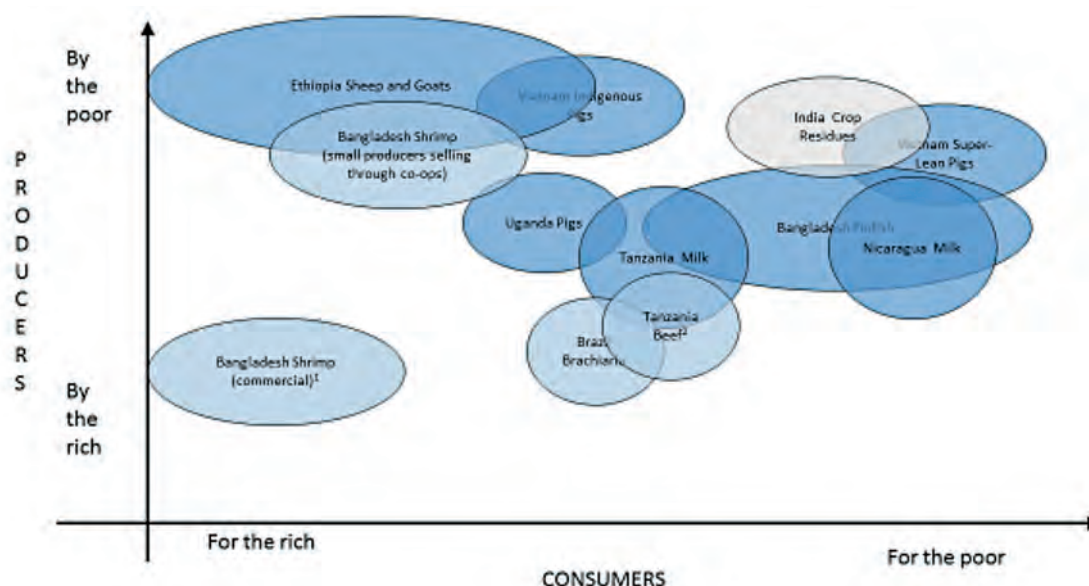 By
the
poor
PRODUCERS
By
the
rich
Ethiopia Sheep and Goats
Vietnam Indigenous
Pigs
Bangladesh Shrimp
(small producers selling
through co-ops)
India Crop
Residues
Vietnam Super-
Lean Pigs
Uganda Pigs
Tanzania Milk
Bangladesh
Nicaragua Milk
Tanzania
Beef²
Brazil
Brachiaria
Bangladesh Shrimp
(commercial)¹
For the rich
For the poor
CONSUMERS